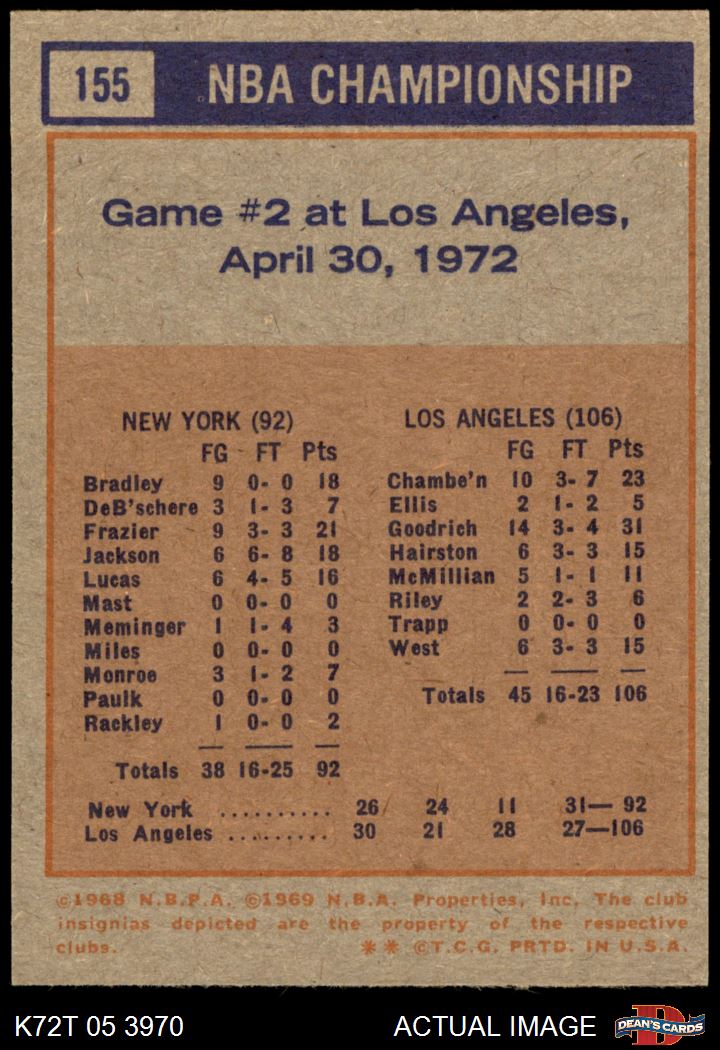 155 NBA CHAMPIONSHIP
Game #2 at Los Angeles,
April 30, 1972
NEW YORK (92)
FG FT Pts
Bradley 9 0- 0 18
DeB'schere 3 1- 3 7
Frazier 9 3- 3 21
Jackson 6 6- 8 18
Lucas 6 4- 5 16
Mast 0 0- 0 0
Meminger 1 1- 4 3
Miles 0 0- 0 0
Monroe 3 1- 2 7
Paulk 0 0- 0 0
Rackley 1 0- 0 2
Totals 38 16-25 92
LOS ANGELES (106)
FG FT Pts
Chambe'n 10 3- 7 23
Ellis 2 1- 2 5
Goodrich 14 3- 4 31
Hairston 6 3- 3 15
McMillian 5 1- 1 11
Riley 2 2- 3 6
Trapp 0 0- 0 0
West 6 3- 3 15
Totals 45 16-23 106
New York .......... 26 24 11 31— 92
Los Angeles ......... 30 21 28 27—106
©1968 N.B.P.A. ©1969 N.B.A. Properties, Inc. The club
insignias depicted are the property of the respective
clubs. ** ©T.C.G. PRTD. IN U.S.A.
K72T 05 3970 ACTUAL IMAGE DEAN'S CARDS